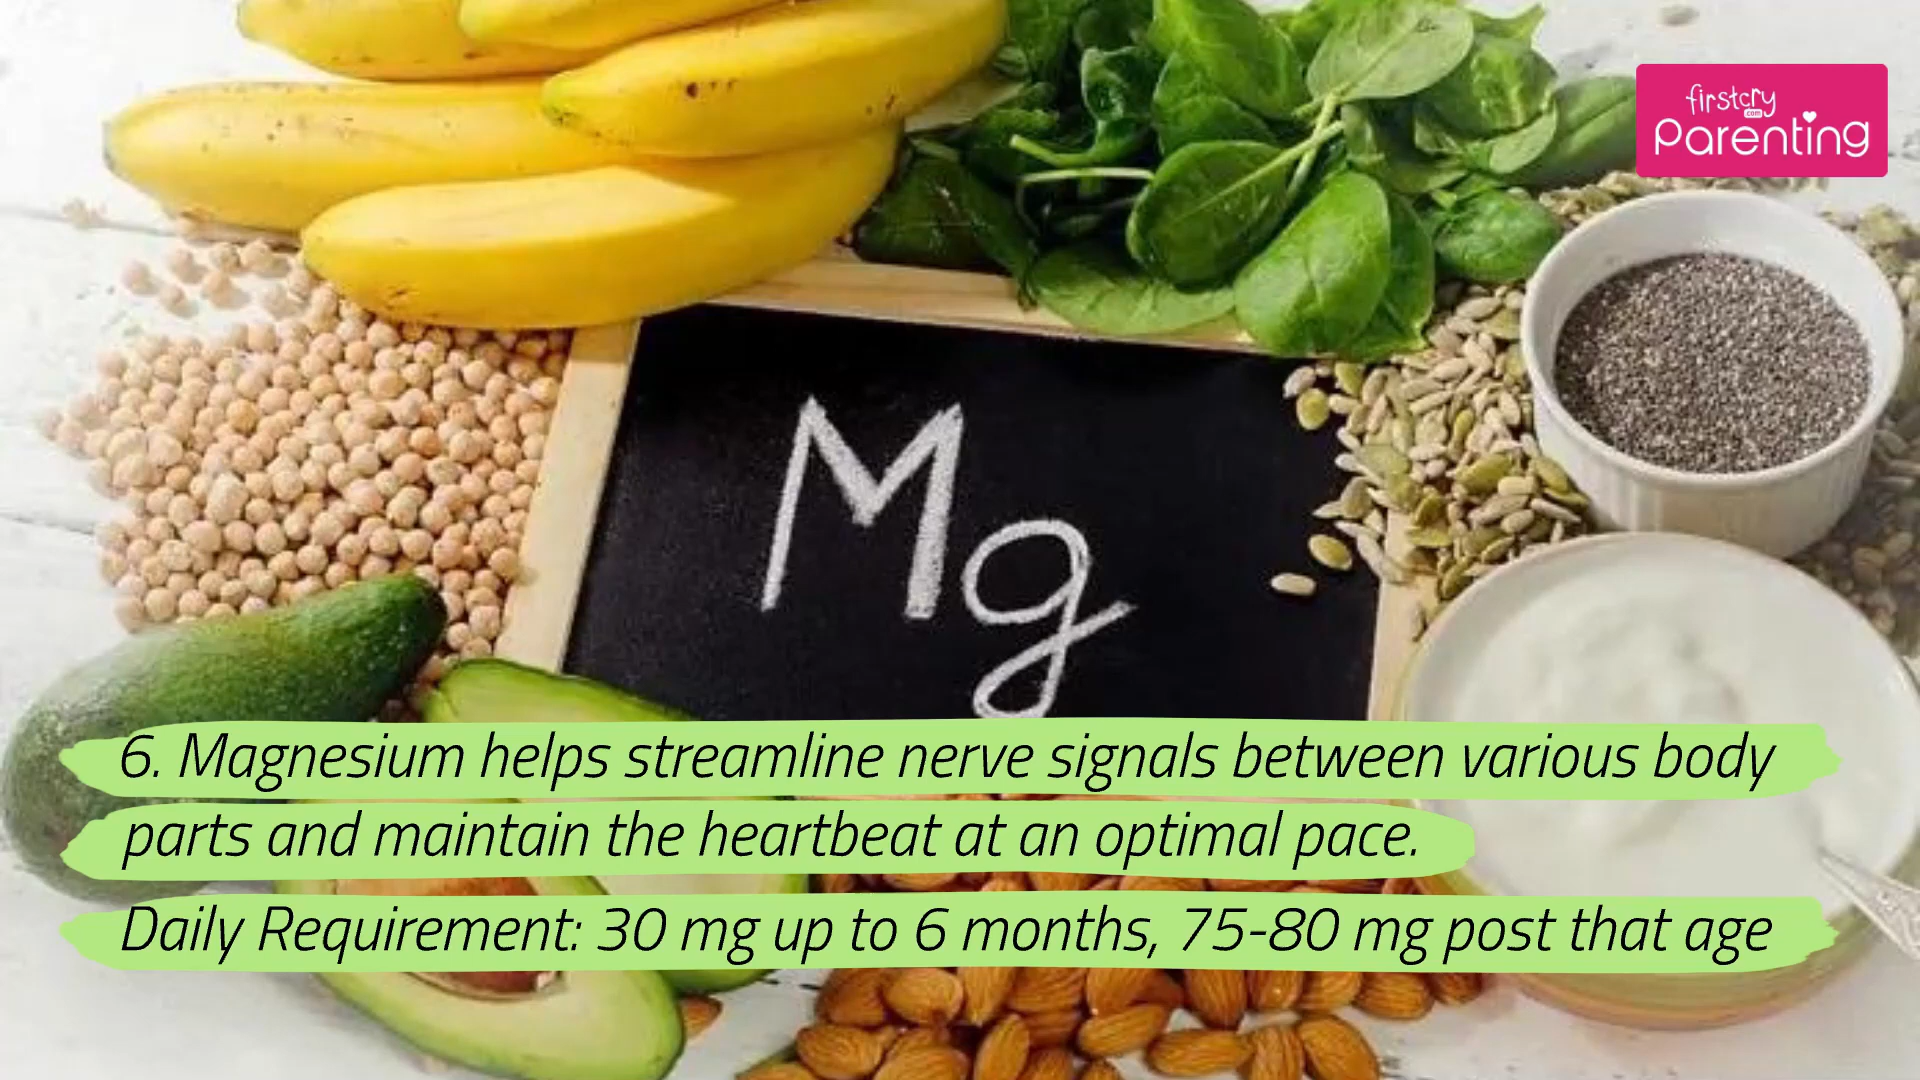 firstcry
.com
Parenting
Mg
6. Magnesium helps streamline nerve signals between various body
parts and maintain the heartbeat at an optimal pace.
Daily Requirement: 30 mg up to 6 months, 75-80 mg post that age